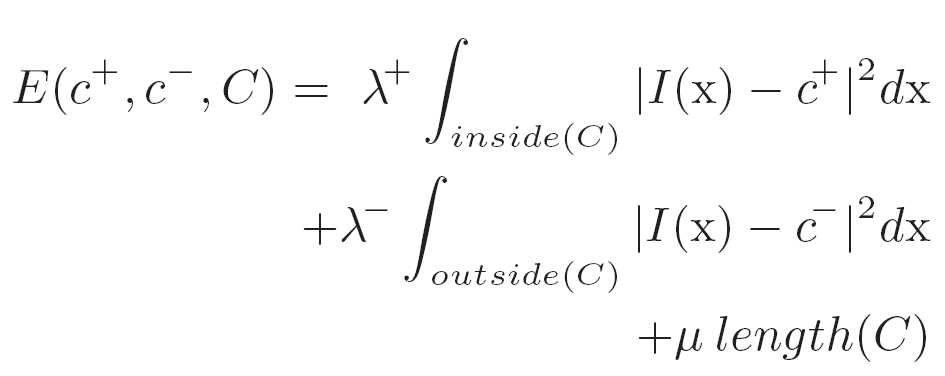 E(c⁺, c⁻, C) = λ⁺ ∫_{inside(C)} |I(x) − c⁺|² dx
+λ⁻ ∫_{outside(C)} |I(x) − c⁻|² dx
+μ length(C)